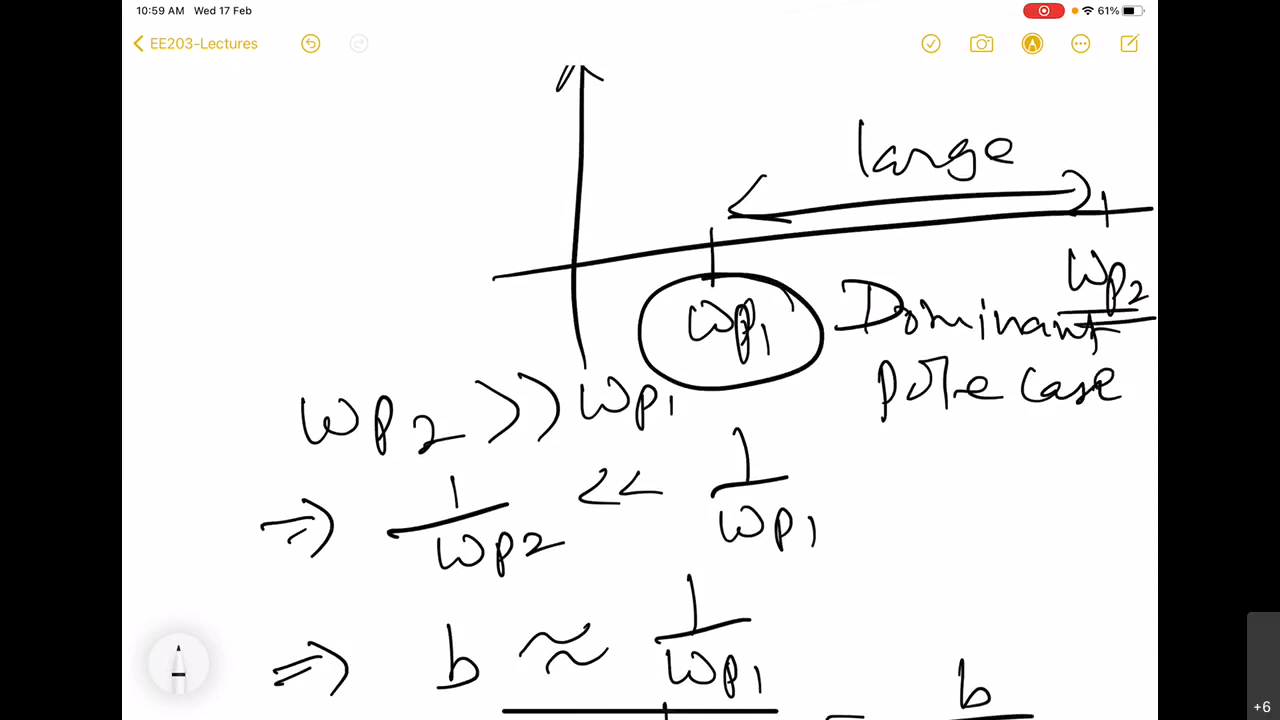 10:59 AM Wed 17 Feb
61%
EE203-Lectures
large
ωp2
ωp1
Dominant
pole case
ωp2 >> ωp1
⇒ 1/ωp2 << 1/ωp1
⇒ b ≈ 1/ωp1
b
+6